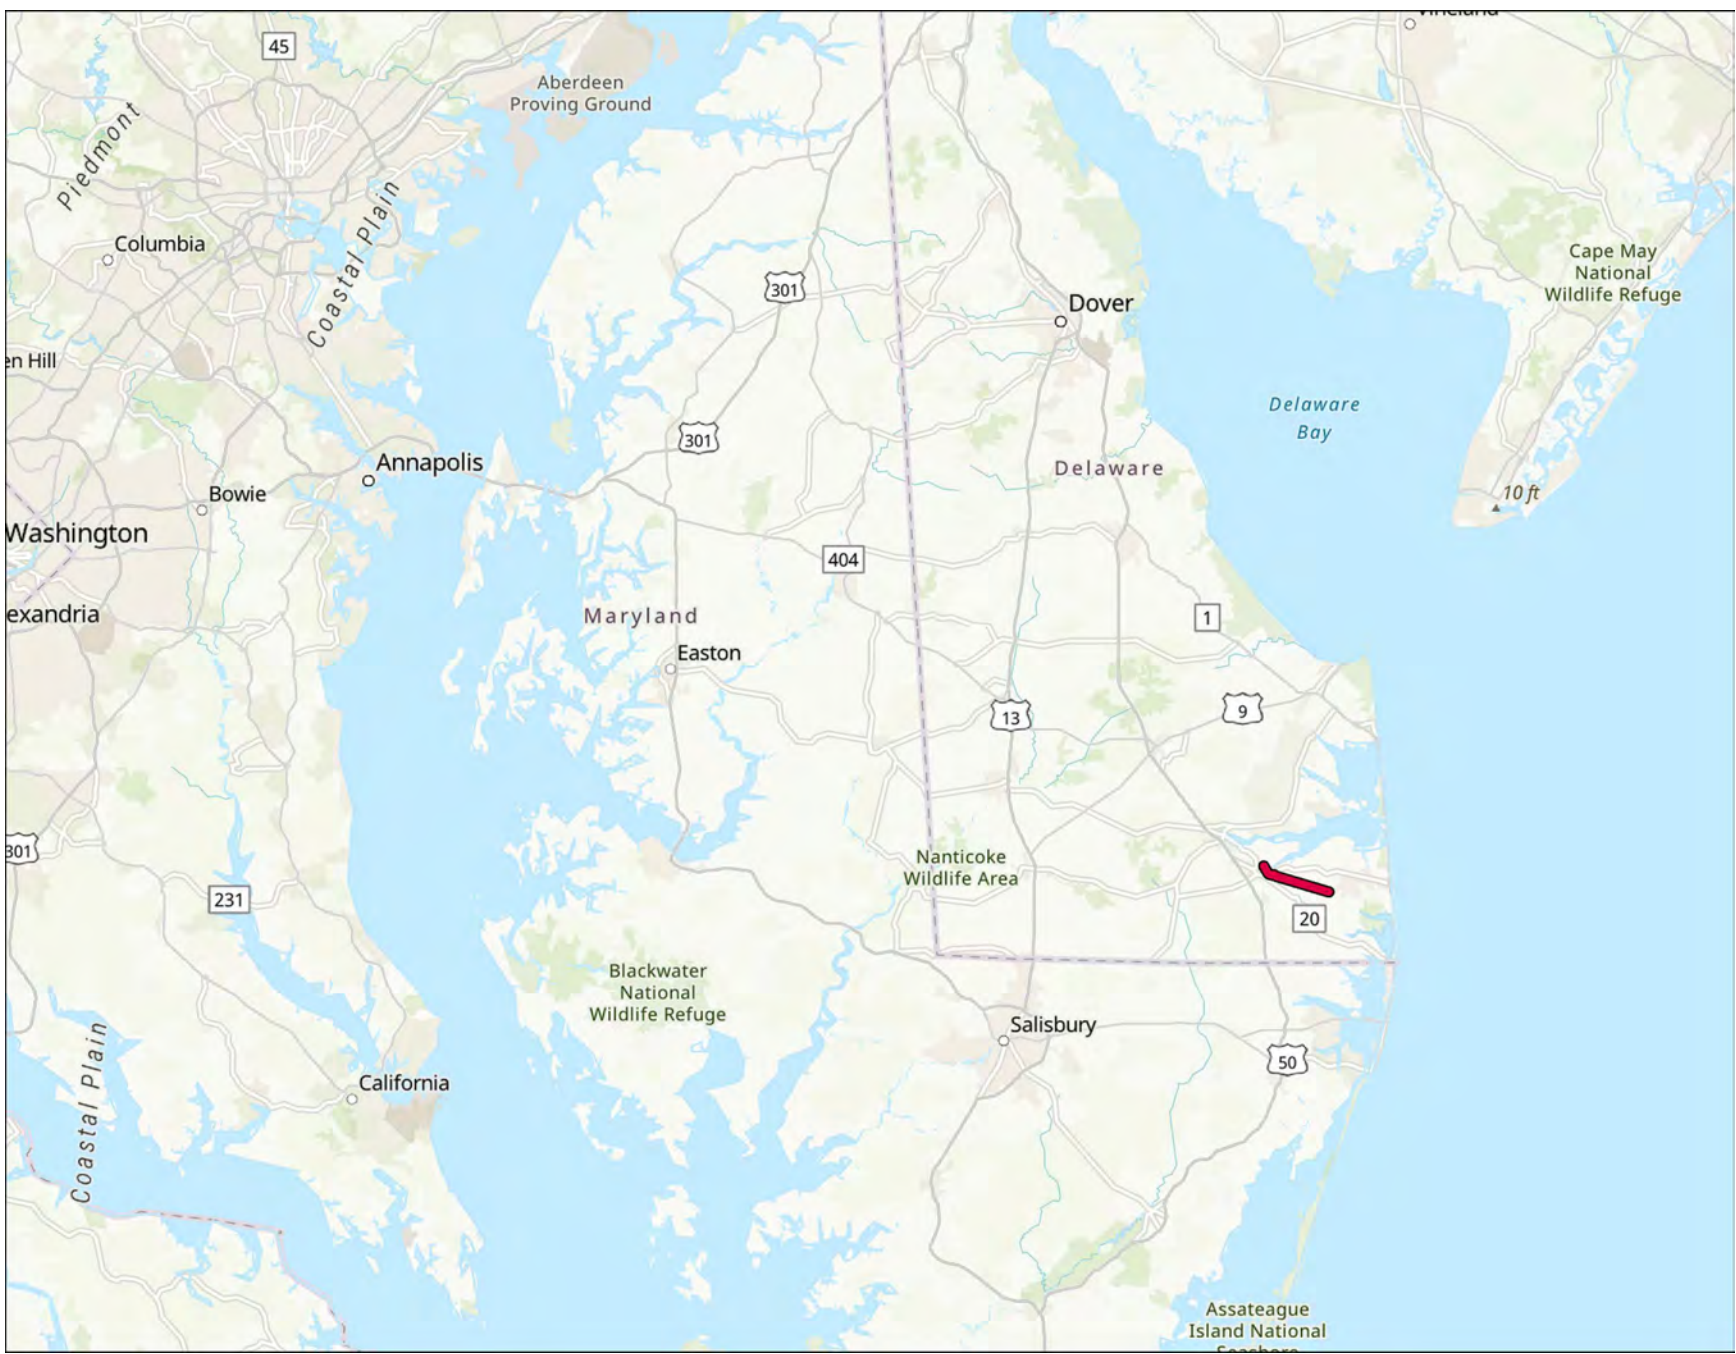 Vineland
45
Aberdeen
Proving Ground
Piedmont
Coastal Plain
Columbia
Cape May
National
Wildlife Refuge
301
Dover
en Hill
Delaware
Bay
301
Annapolis
Delaware
Bowie
10 ft
Washington
404
exandria
Maryland
1
Easton
13
9
301
Nanticoke
Wildlife Area
231
20
Blackwater
National
Wildlife Refuge
Salisbury
50
Coastal Plain
California
Assateague
Island National
Seashore